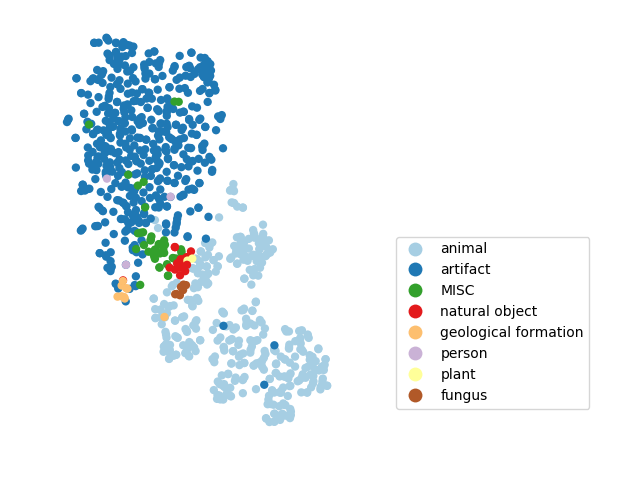 animal
artifact
MISC
natural object
geological formation
person
plant
fungus